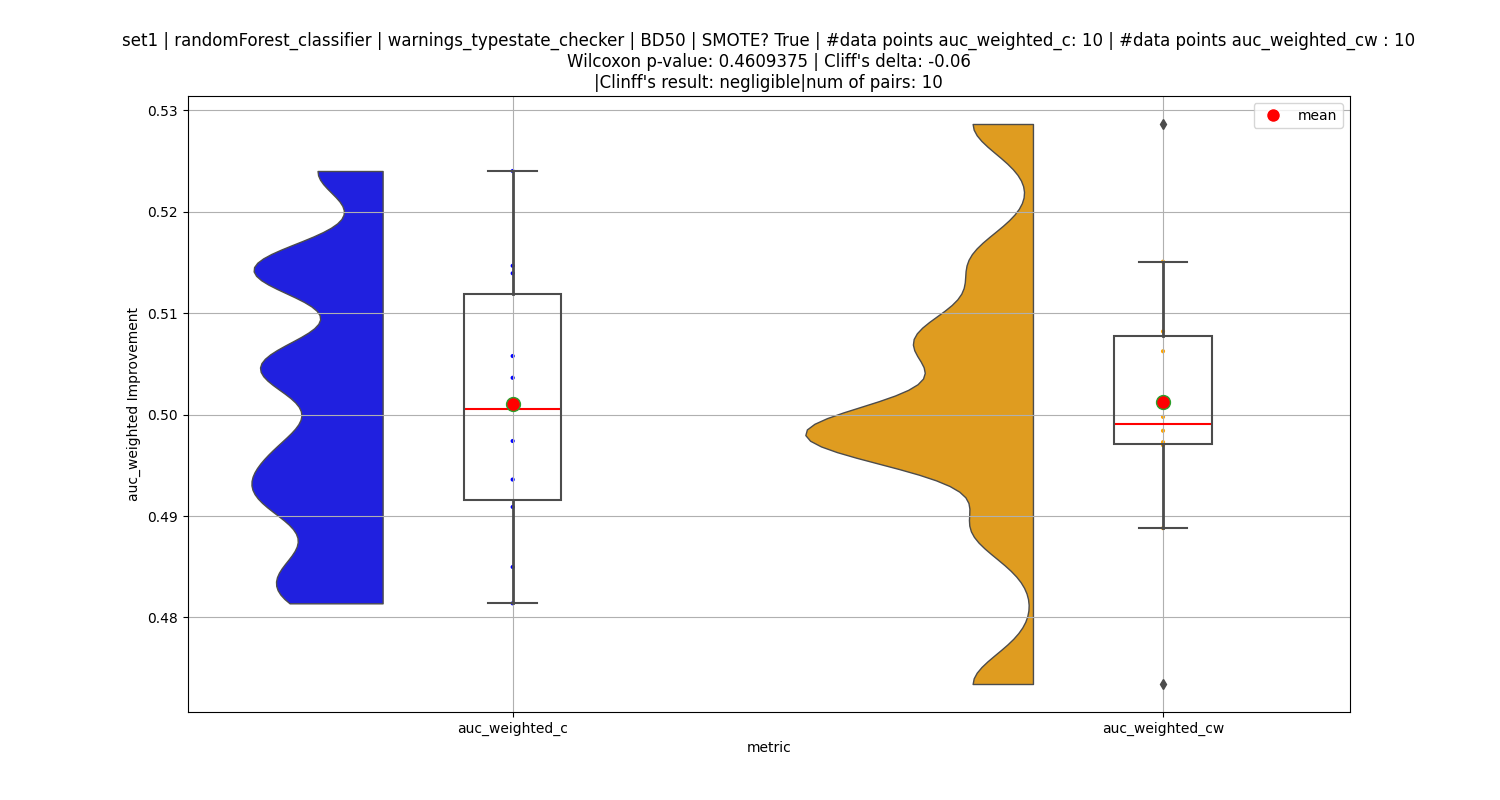 set1 | randomForest_classifier | warnings_typestate_checker | BD50 | SMOTE? True | #data points auc_weighted_c: 10 | #data points auc_weighted_cw : 10
Wilcoxon p-value: 0.4609375 | Cliff's delta: -0.06
|Clinff's result: negligible|num of pairs: 10
mean
0.53
0.52
0.51
0.50
0.49
0.48
auc_weighted Improvement
auc_weighted_c
auc_weighted_cw
metric